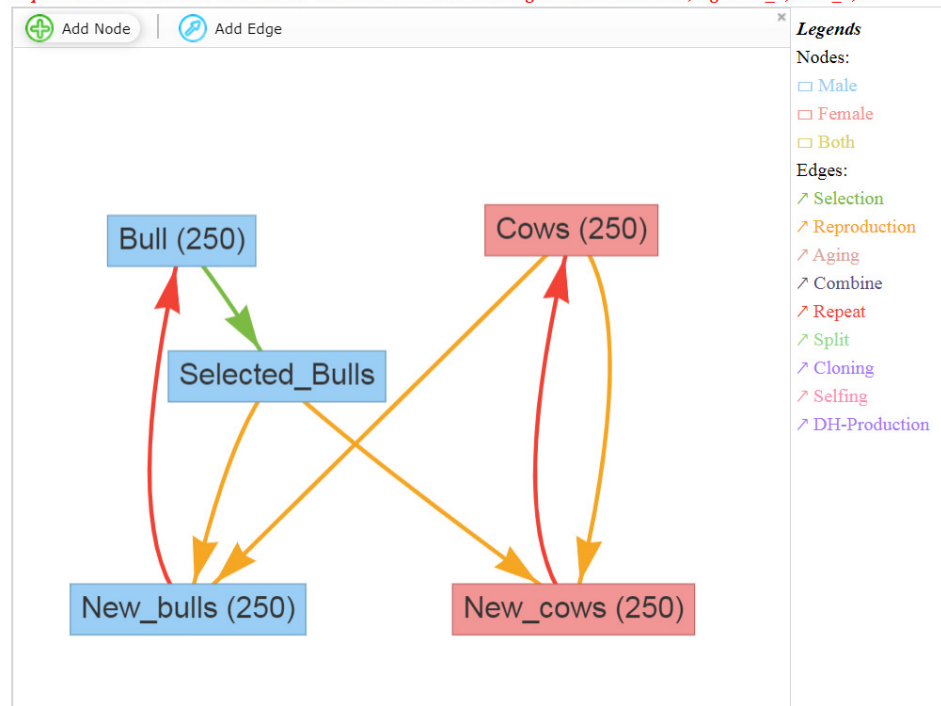 Add Node
Add Edge
Bull (250)
Cows (250)
Selected_Bulls
New_bulls (250)
New_cows (250)
Legends
Nodes:
Male
Female
Both
Edges:
Selection
Reproduction
Aging
Combine
Repeat
Split
Cloning
Selfing
DH-Production